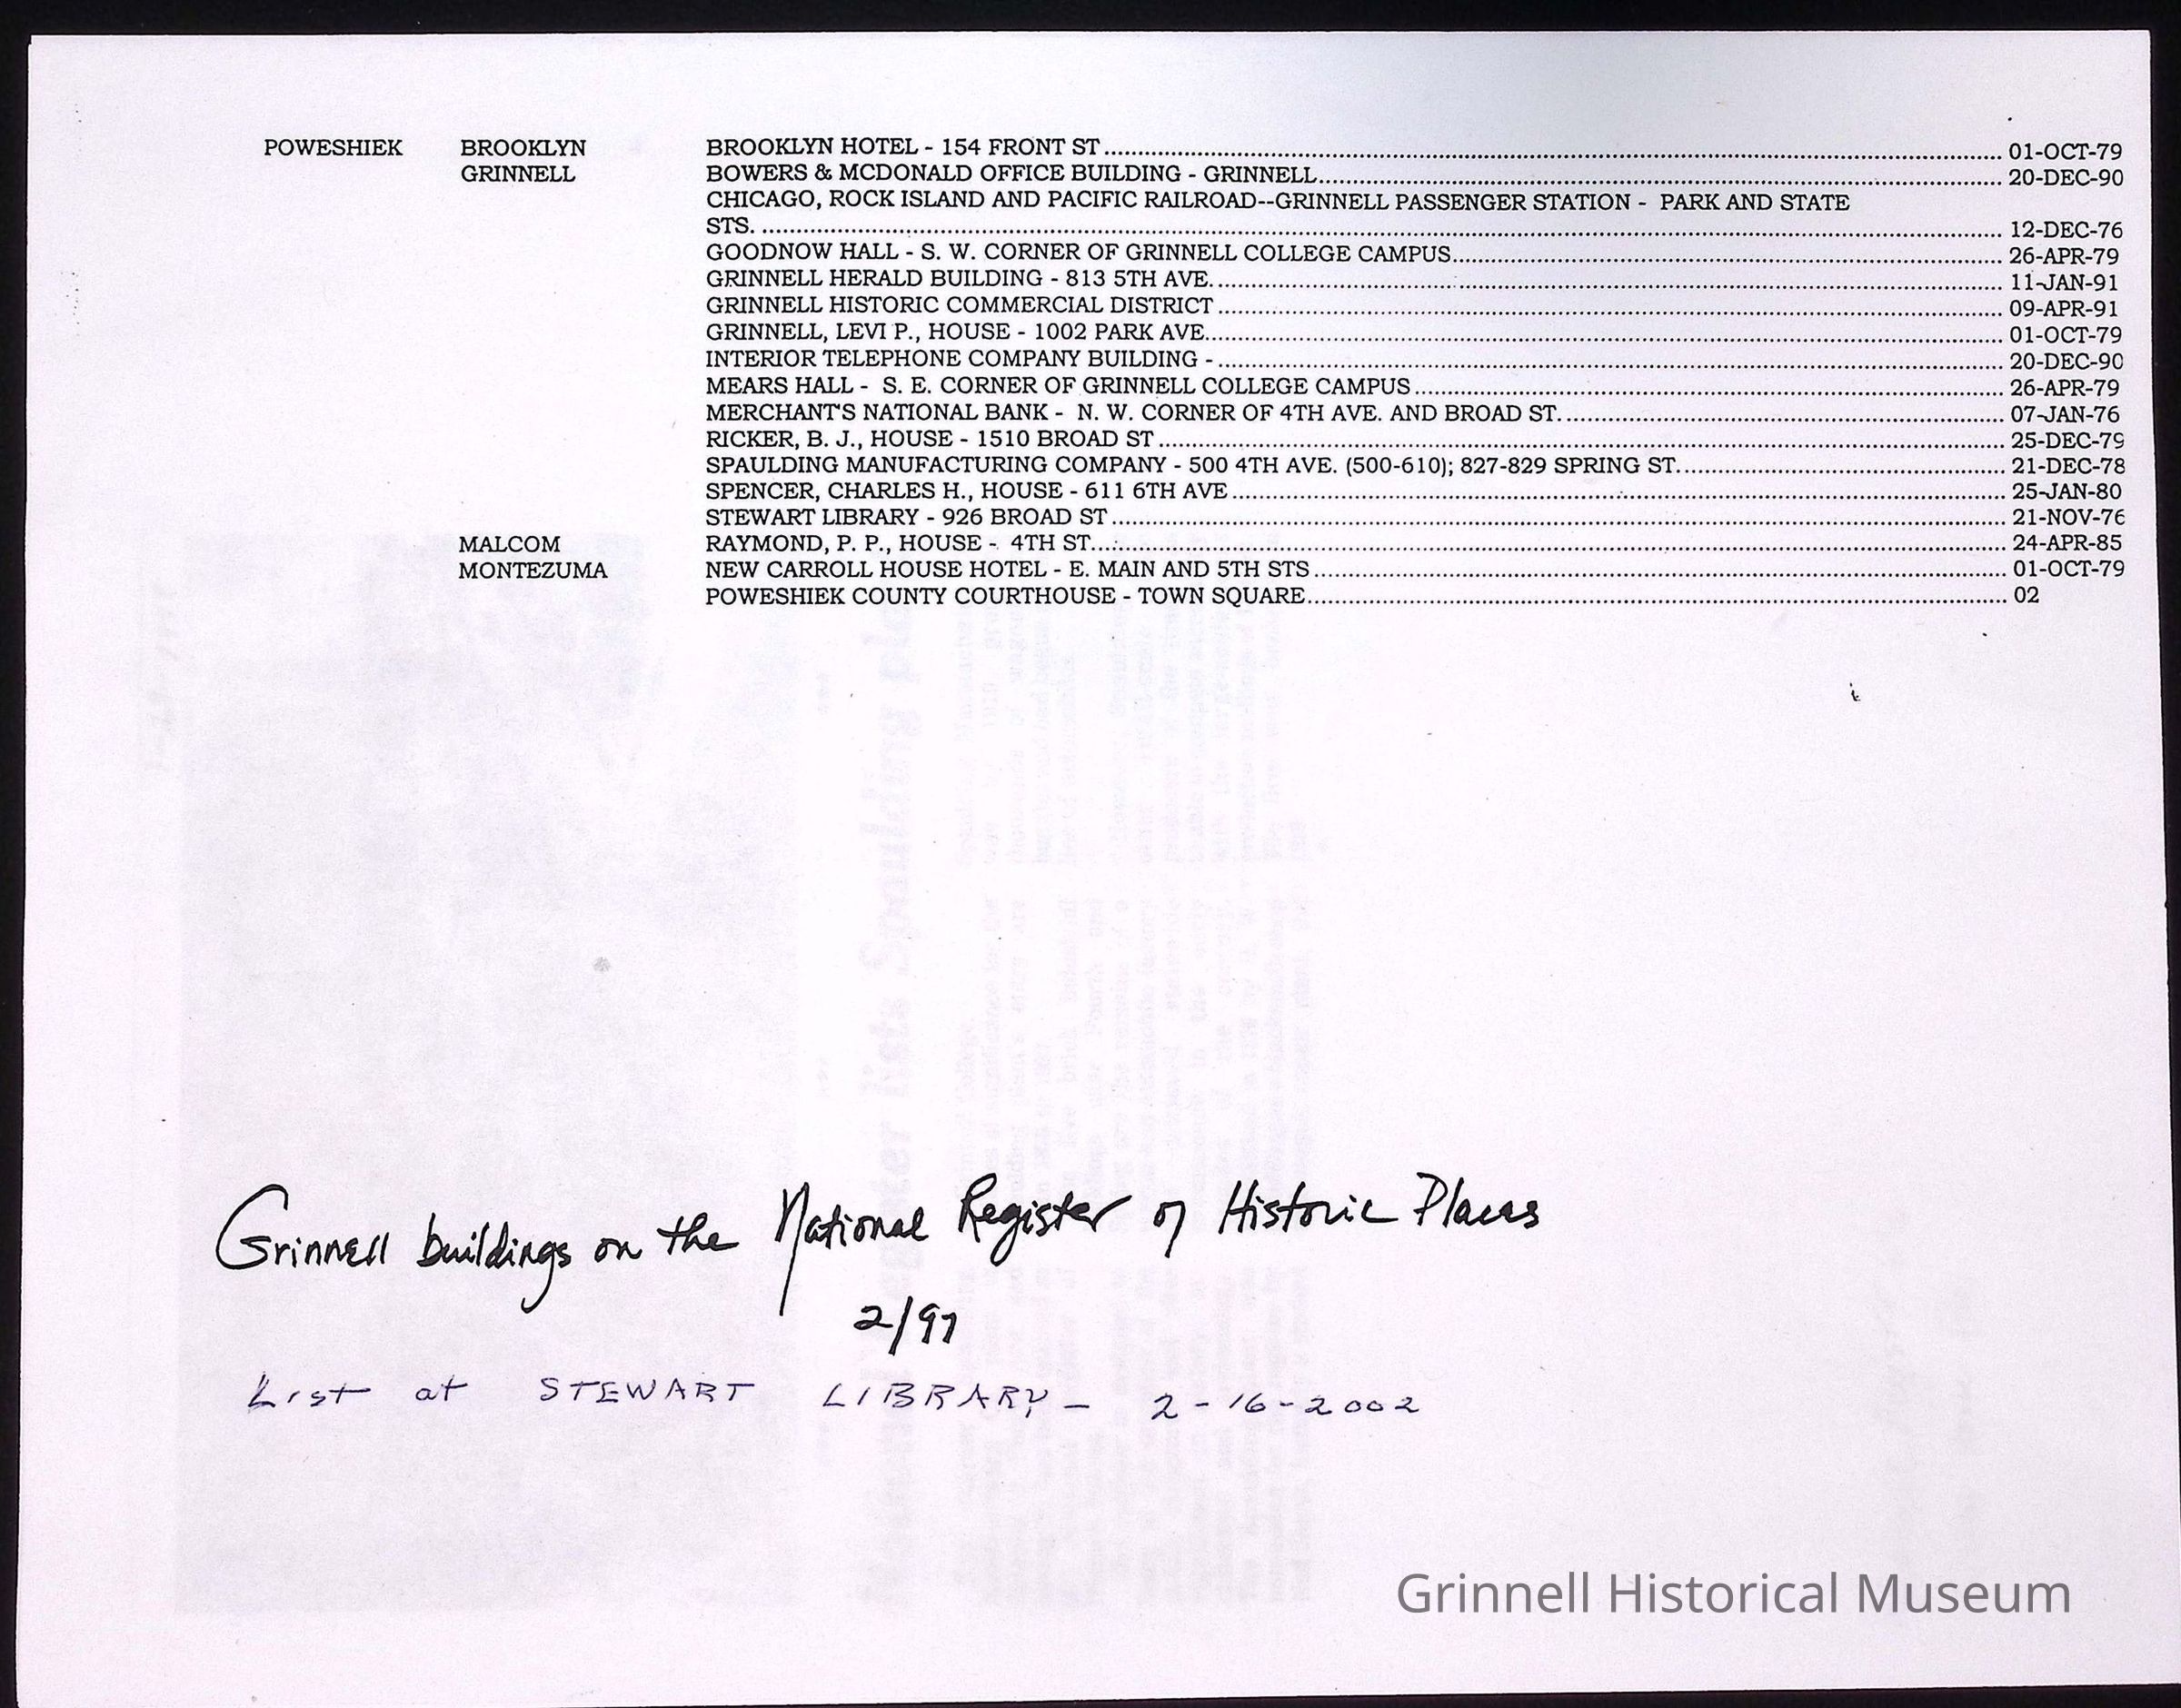 POWESHIEK BROOKLYN BROOKLYN HOTEL - 154 FRONT ST 01-OCT-79
GRINNELL BOWERS & MCDONALD OFFICE BUILDING - GRINNELL 20-DEC-90
CHICAGO, ROCK ISLAND AND PACIFIC RAILROAD--GRINNELL PASSENGER STATION - PARK AND STATE
STS. 12-DEC-76
GOODNOW HALL - S. W. CORNER OF GRINNELL COLLEGE CAMPUS 26-APR-79
GRINNELL HERALD BUILDING - 813 5TH AVE. 11-JAN-91
GRINNELL HISTORIC COMMERCIAL DISTRICT 09-APR-91
GRINNELL, LEVI P., HOUSE - 1002 PARK AVE 01-OCT-79
INTERIOR TELEPHONE COMPANY BUILDING - 20-DEC-90
MEARS HALL - S. E. CORNER OF GRINNELL COLLEGE CAMPUS 26-APR-79
MERCHANT'S NATIONAL BANK - N. W. CORNER OF 4TH AVE. AND BROAD ST. 07-JAN-76
RICKER, B. J., HOUSE - 1510 BROAD ST 25-DEC-79
SPAULDING MANUFACTURING COMPANY - 500 4TH AVE. (500-610); 827-829 SPRING ST. 21-DEC-78
SPENCER, CHARLES H., HOUSE - 611 6TH AVE 25-JAN-80
STEWART LIBRARY - 926 BROAD ST 21-NOV-76
MALCOM RAYMOND, P. P., HOUSE - 4TH ST. 24-APR-85
MONTEZUMA NEW CARROLL HOUSE HOTEL - E. MAIN AND 5TH STS 01-OCT-79
POWESHIEK COUNTY COURTHOUSE - TOWN SQUARE 02
Grinnell buildings on the National Register of Historic Places
2/97
List at STEWART LIBRARY - 2-16-2002
Grinnell Historical Museum